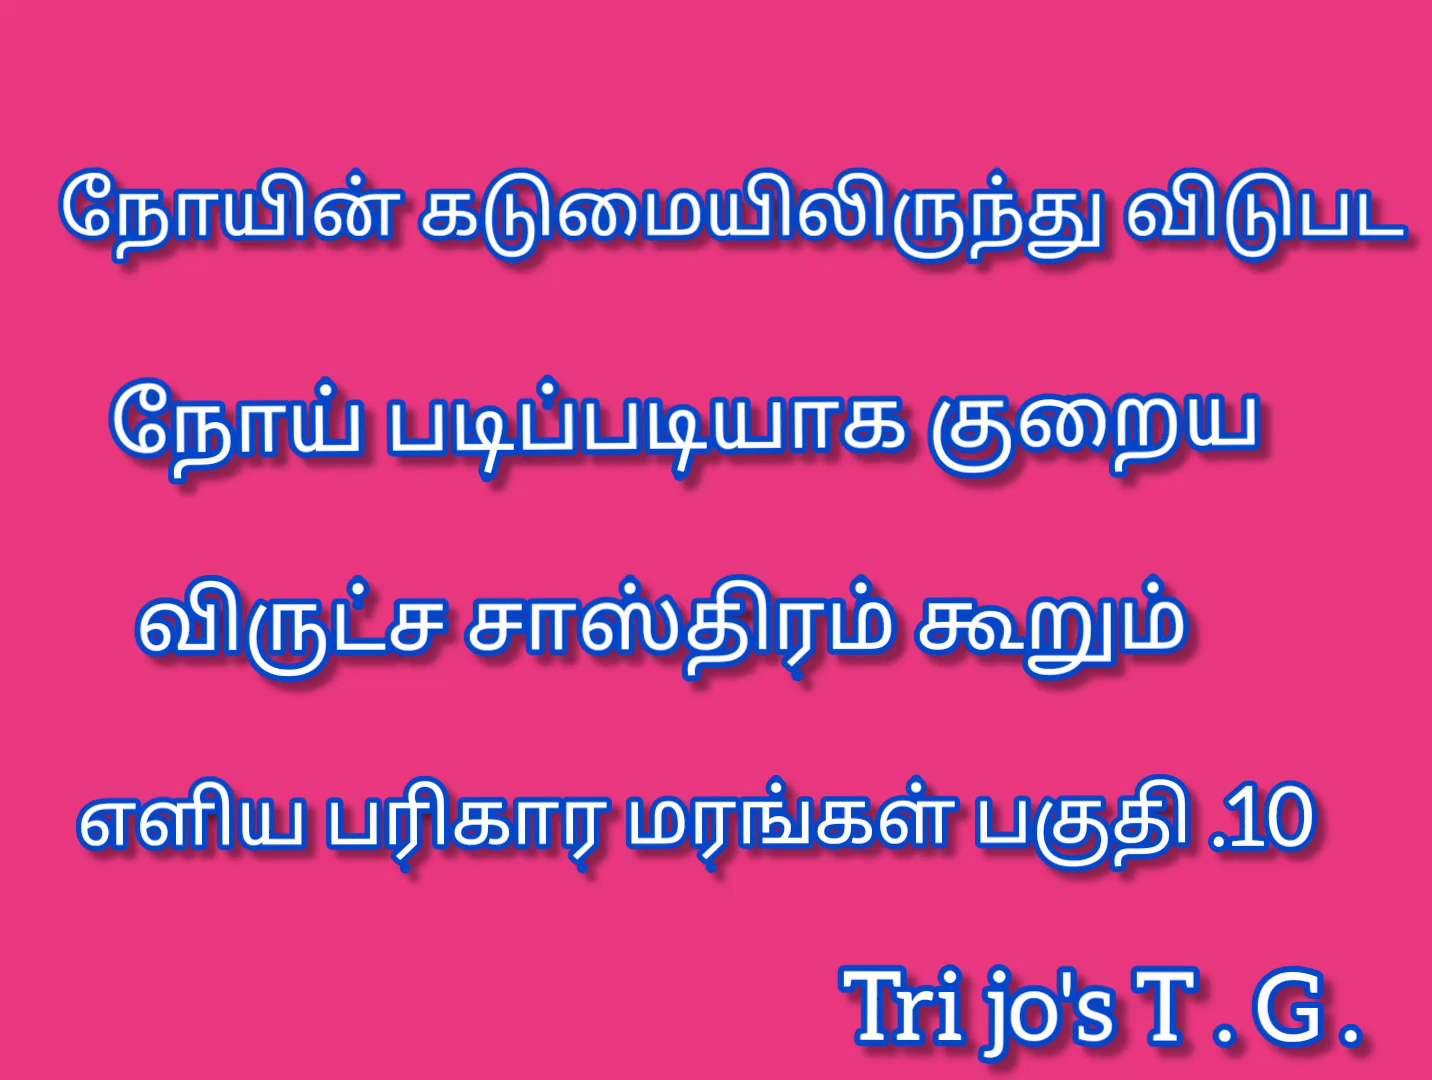 நோயின் கடுமையிலிருந்து விடுபட
நோய் படிப்படியாக குறைய
விருட்ச சாஸ்திரம் கூறும்
எளிய பரிகார மரங்கள் பகுதி .10
Tri jo's T . G .